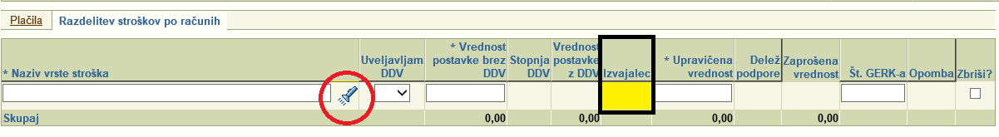 Plačila Razdelitev stroškov po računih
* Naziv vrste stroška
Uveljavljam
DDV
* Vrednost
postavke brez
DDV
Stopnja
DDV
Vrednost
postavke
z DDV
Izvajalec
* Upravičena
vrednost
Delež
podpore
Zaprošena
vrednost
Št. GERK-a
Opomba
Zbriši?
Skupaj 0,00 0,00 0,00 0,00